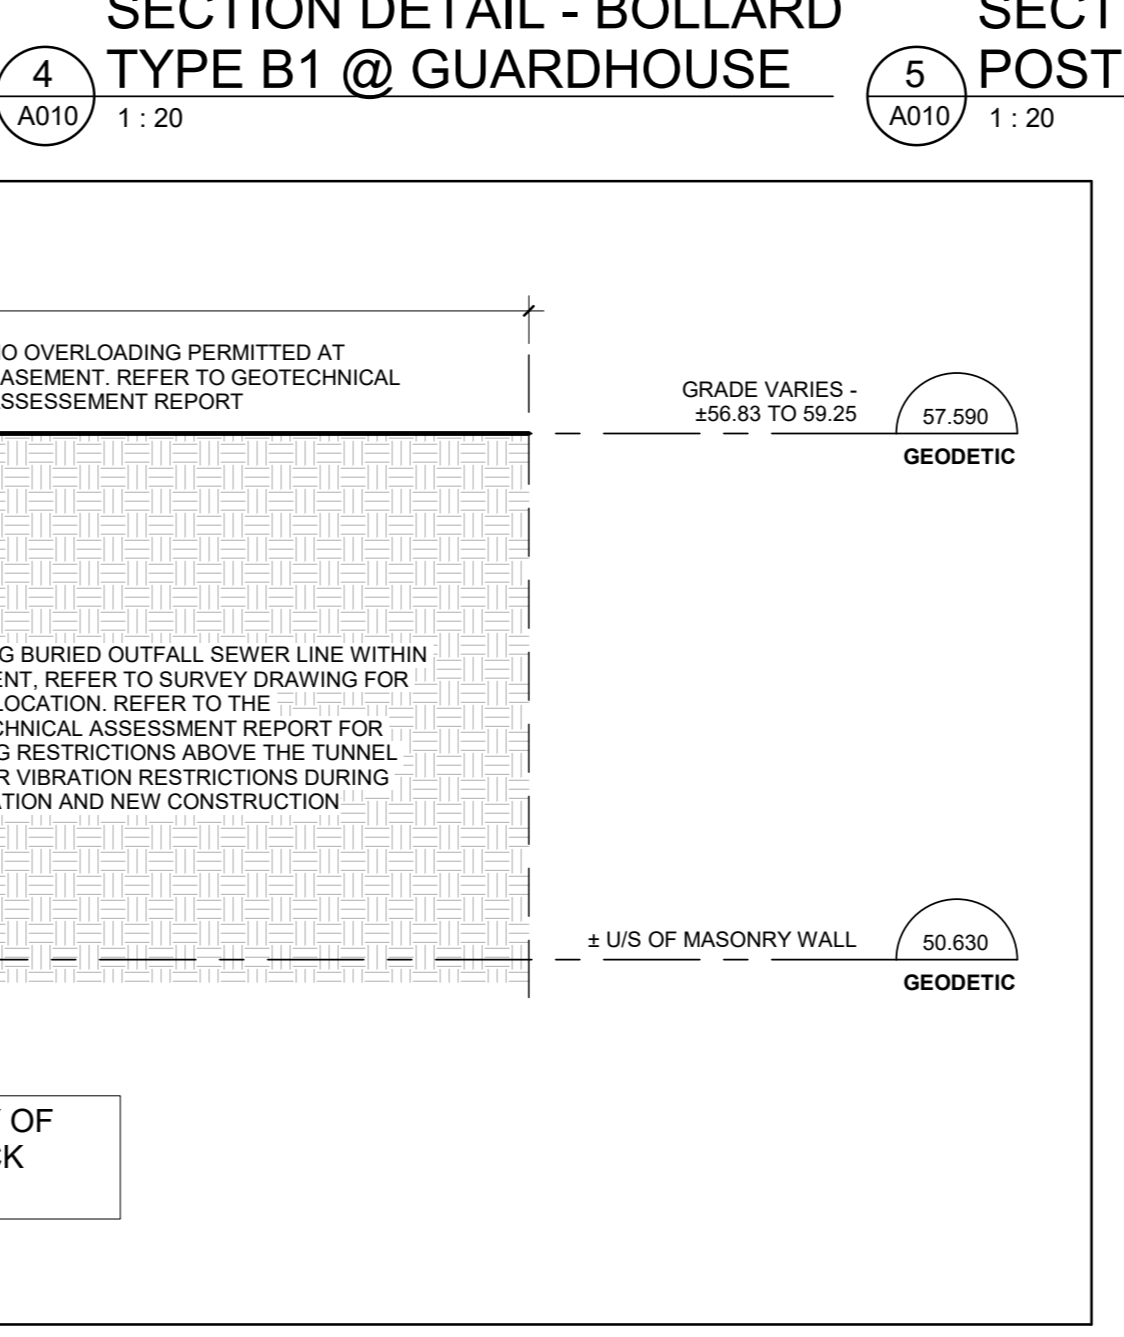 SECTION DETAIL - BOLLARD
TYPE B1 @ GUARDHOUSE
4
A010
1 : 20
SECT
POST
5
A010
1 : 20
OVERLOADING PERMITTED AT
ASEMENT. REFER TO GEOTECHNICAL
SSESSEMENT REPORT
GRADE VARIES -
±56.83 TO 59.25
57.590
GEODETIC
G BURIED OUTFALL SEWER LINE WITHIN
ENT, REFER TO SURVEY DRAWING FOR
LOCATION. REFER TO THE
CHNICAL ASSESSMENT REPORT FOR
G RESTRICTIONS ABOVE THE TUNNEL
R VIBRATION RESTRICTIONS DURING
ATION AND NEW CONSTRUCTION
± U/S OF MASONRY WALL
50.630
GEODETIC
OF
CK